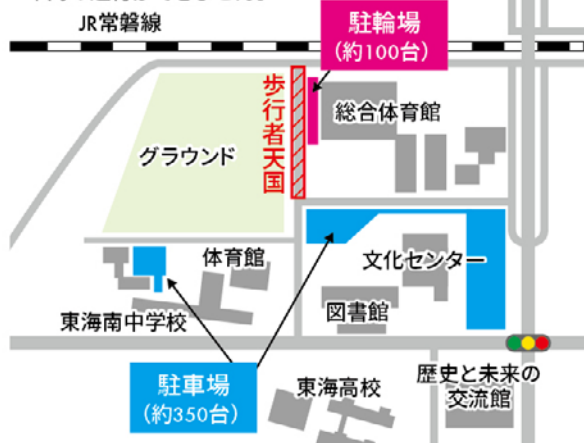 JR常磐線
駐輪場
(約100台)
歩行者天国
総合体育館
グラウンド
体育館
文化センター
東海南中学校
図書館
駐車場
(約350台)
東海高校
歴史と未来の
交流館